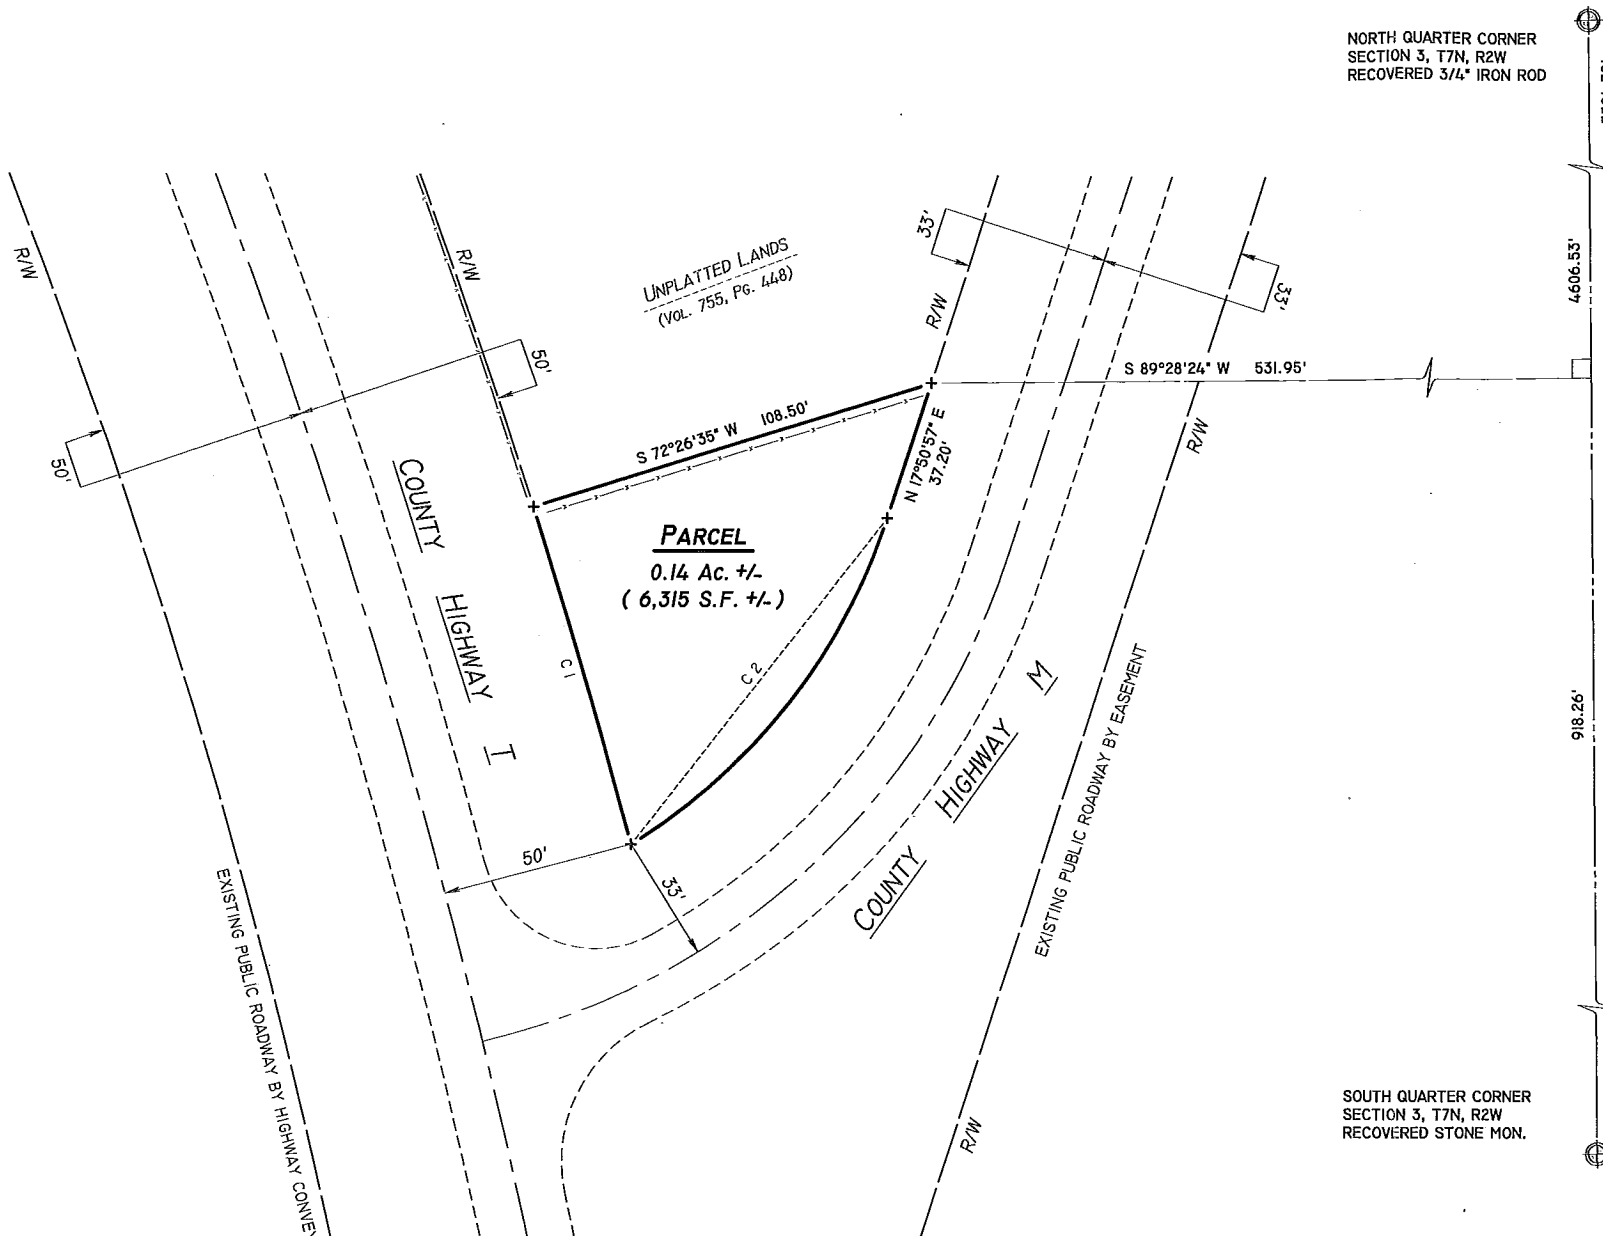 NORTH QUARTER CORNER
SECTION 3, T7N, R2W
RECOVERED 3/4" IRON ROD
R/W
R/W
UNPLATTED LANDS
(VOL. 755, PG. 448)
33'
33'
R/W
4606.53'
50'
50'
S 89°28'24" W 531.95'
S 72°26'35" W 108.50'
N 17°50'57" E
37.20'
R/W
COUNTY
HIGHWAY
T
PARCEL
0.14 AC. +/-
( 6,315 S.F. +/- )
C 1
C 2
918.26'
M
HIGHWAY
COUNTY
EXISTING PUBLIC ROADWAY BY EASEMENT
50'
33'
EXISTING PUBLIC ROADWAY BY HIGHWAY
R/W
SOUTH QUARTER CORNER
SECTION 3, T7N, R2W
RECOVERED STONE MON.